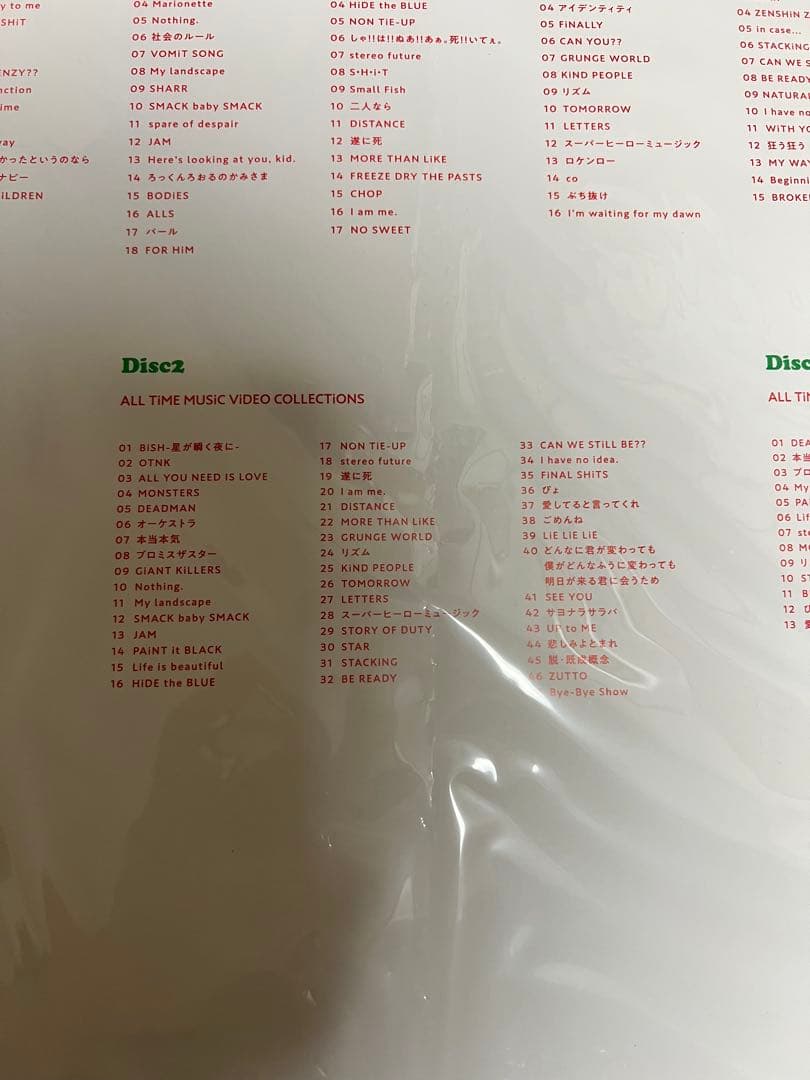 y to me
SHiT
ENZY??
nction
ime
way
かったというのなら
ナビー
iLDREN
04 Marionette
05 Nothing.
06 社会のルール
07 VOMiT SONG
08 My landscape
09 SHARR
10 SMACK baby SMACK
11 spare of despair
12 JAM
13 Here's looking at you, kid.
14 ろっくんろおるのかみさま
15 BODiES
16 ALLS
17 パール
18 FOR HiM
04 HiDE the BLUE
05 NON TiE-UP
06 しゃ!!は!!ぬあ!!あぁ。死!!いてぇ。
07 stereo future
08 S・H・i・T
09 Small Fish
10 二人なら
11 DiSTANCE
12 遂に死
13 MORE THAN LiKE
14 FREEZE DRY THE PASTS
15 CHOP
16 I am me.
17 NO SWEET
04 アイデンティティ
05 FiNALLY
06 CAN YOU??
07 GRUNGE WORLD
08 KiND PEOPLE
09 リズム
10 TOMORROW
11 LETTERS
12 スーパーヒーローミュージック
13 ロケンロー
14 co
15 ぶち抜け
16 I'm waiting for my dawn
04 ZENSHiN Z
05 in case...
06 STACKiNG
07 CAN WE S
08 BE READY
09 NATURAL
10 I have no
11 WiTH YO
12 狂う狂う
13 MY WAY
14 Beginni
15 BROKE
Disc2
ALL TiME MUSiC ViDEO COLLECTiONS
01 BiSH-星が瞬く夜に-
02 OTNK
03 ALL YOU NEED IS LOVE
04 MONSTERS
05 DEADMAN
06 オーケストラ
07 本当本気
08 プロミスザスター
09 GiANT KiLLERS
10 Nothing.
11 My landscape
12 SMACK baby SMACK
13 JAM
14 PAiNT it BLACK
15 Life is beautiful
16 HiDE the BLUE
17 NON TiE-UP
18 stereo future
19 遂に死
20 I am me.
21 DiSTANCE
22 MORE THAN LiKE
23 GRUNGE WORLD
24 リズム
25 KiND PEOPLE
26 TOMORROW
27 LETTERS
28 スーパーヒーローミュージック
29 STORY OF DUTY
30 STAR
31 STACKiNG
32 BE READY
33 CAN WE STiLL BE??
34 I have no idea.
35 FiNAL SHiTS
36 ぴょ
37 愛してると言ってくれ
38 ごめんね
39 LiE LiE LiE
40 どんなに君が変わっても
僕がどんなふうに変わっても
明日が来る君に会うため
41 SEE YOU
42 サヨナラサラバ
43 UP to ME
44 悲しみよとまれ
45 脱・既成概念
46 ZUTTO
Bye-Bye Show
Disc
ALL TiM
01 DEA
02 本当
03 プロ
04 My
05 PAi
06 Lif
07 ste
08 MO
09 リ
10 ST
11 B
12 ぴ
13 愛